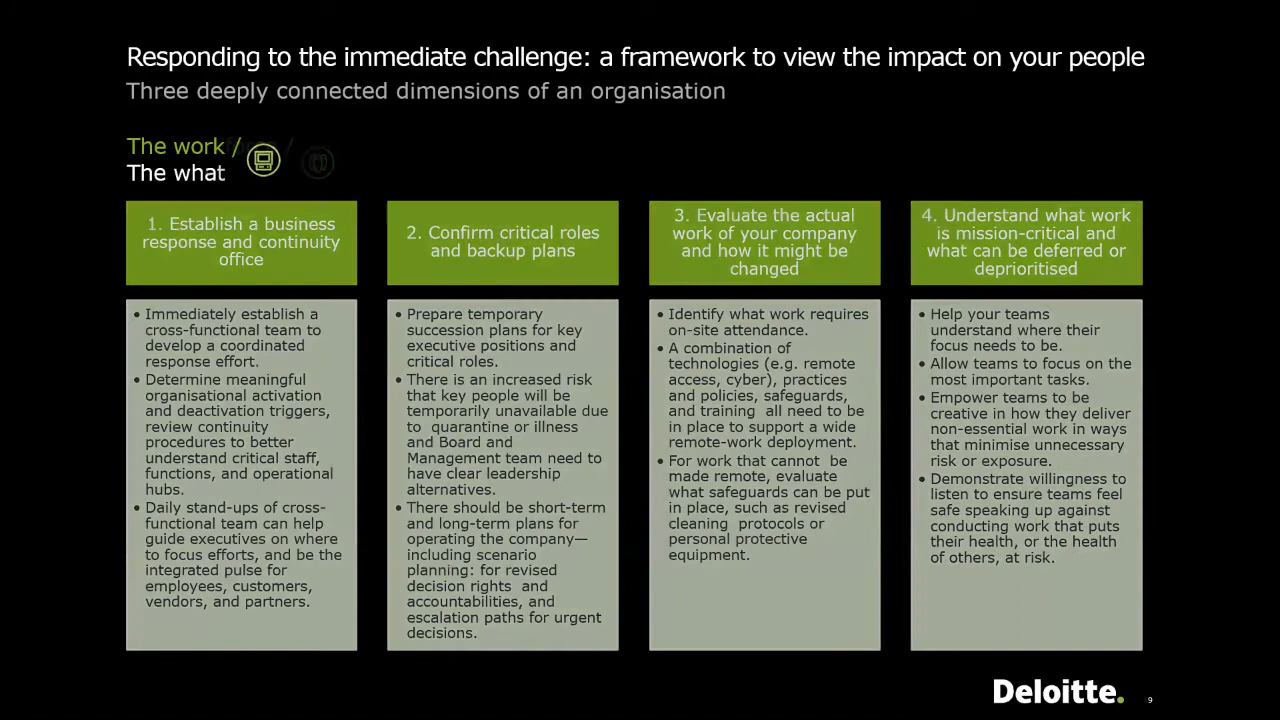 Responding to the immediate challenge: a framework to view the impact on your people
Three deeply connected dimensions of an organisation
The work /
The what
1. Establish a business
response and continuity
office
• Immediately establish a
cross-functional team to
develop a coordinated
response effort.
• Determine meaningful
organisational activation
and deactivation triggers,
review continuity
procedures to better
understand critical staff,
functions, and operational
hubs.
• Daily stand-ups of cross-
functional team can help
guide executives on where
to focus efforts, and be the
integrated pulse for
employees, customers,
vendors, and partners.
2. Confirm critical roles
and backup plans
• Prepare temporary
succession plans for key
executive positions and
critical roles.
• There is an increased risk
that key people will be
temporarily unavailable due
to quarantine or illness
and Board and
Management team need to
have clear leadership
alternatives.
• There should be short-term
and long-term plans for
operating the company—
including scenario
planning: for revised
decision rights and
accountabilities, and
escalation paths for urgent
decisions.
3. Evaluate the actual
work of your company
and how it might be
changed
• Identify what work requires
on-site attendance.
• A combination of
technologies (e.g. remote
access, cyber), practices
and policies, safeguards,
and training all need to be
in place to support a wide
remote-work deployment.
• For work that cannot be
made remote, evaluate
what safeguards can be put
in place, such as revised
cleaning protocols or
personal protective
equipment.
4. Understand what work
is mission-critical and
what can be deferred or
deprioritised
• Help your teams
understand where their
focus needs to be.
• Allow teams to focus on the
most important tasks.
• Empower teams to be
creative in how they deliver
non-essential work in ways
that minimise unnecessary
risk or exposure.
• Demonstrate willingness to
listen to ensure teams feel
safe speaking up against
conducting work that puts
their health, or the health
of others, at risk.
Deloitte.
9